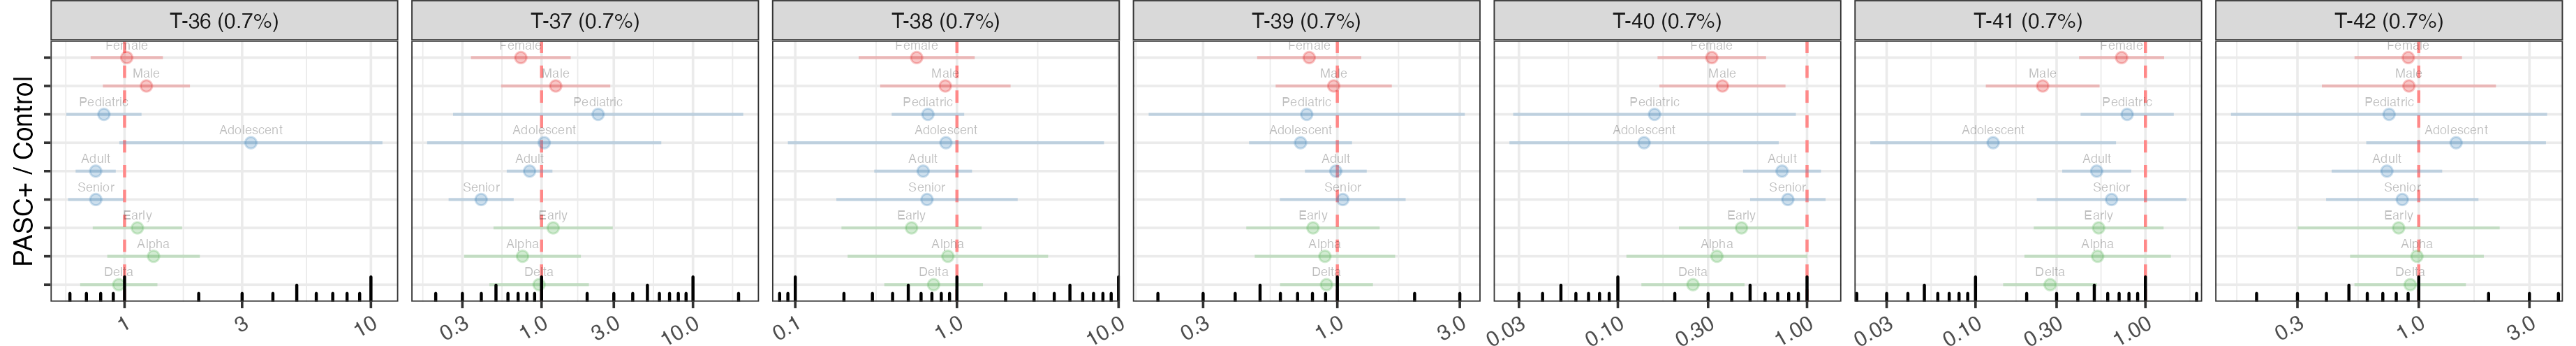 T-36 (0.7%) T-37 (0.7%) T-38 (0.7%) T-39 (0.7%) T-40 (0.7%) T-41 (0.7%) T-42 (0.7%)
PASC+ / Control
Female Female Female Female Female Female Female
Male Male Male Male Male Male Male
Pediatric Pediatric Pediatric Pediatric Pediatric Pediatric Pediatric
Adolescent Adolescent Adolescent Adolescent Adolescent Adolescent Adolescent
Adult Adult Adult Adult Adult Adult Adult
Senior Senior Senior Senior Senior Senior Senior
Early Early Early Early Early Early Early
Alpha Alpha Alpha Alpha Alpha Alpha Alpha
Delta Delta Delta Delta Delta Delta Delta
1 3 10 0.3 1.0 3.0 10.0 0.1 1.0 10.0 0.3 1.0 3.0 0.03 0.10 0.30 1.00 0.03 0.10 0.30 1.00 0.3 1.0 3.0